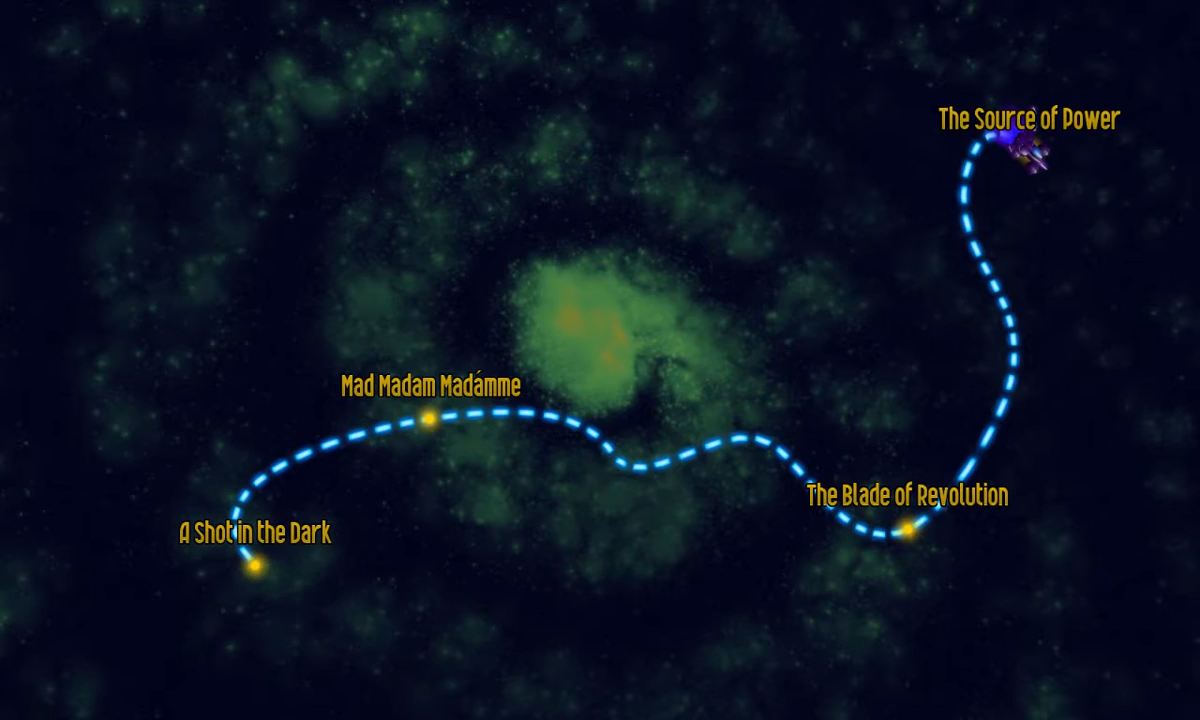 The Source of Power
Mad Madam Madámme
The Blade of Revolution
A Shot in the Dark